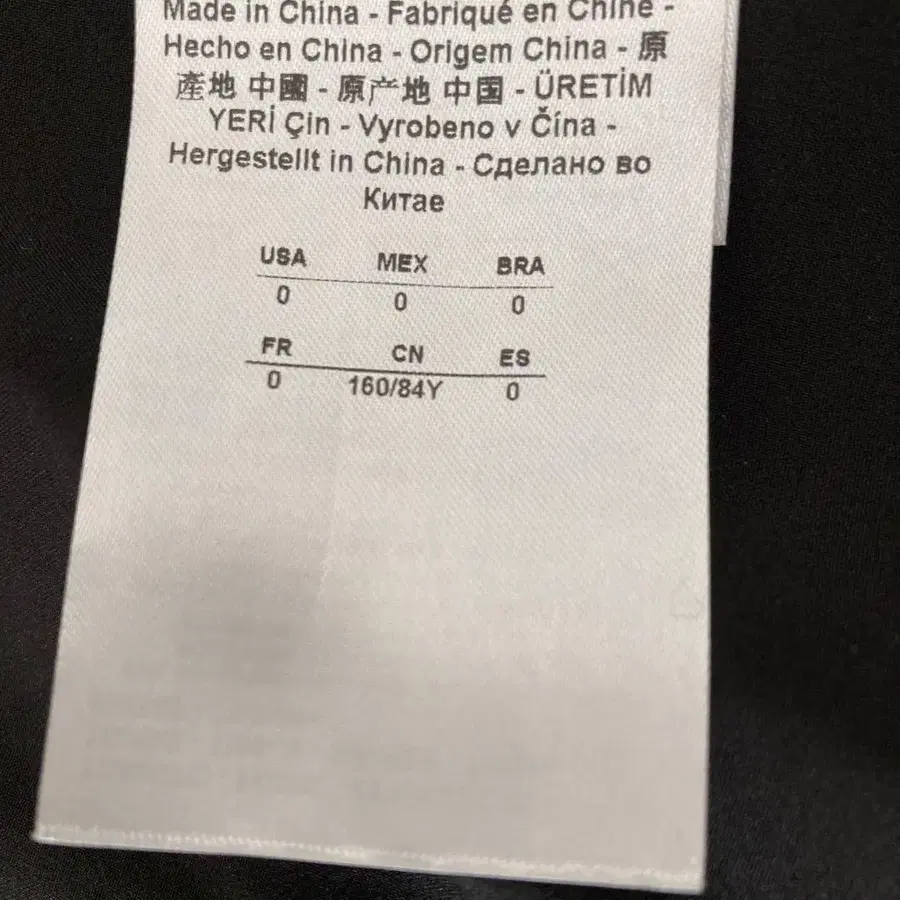 Made in China - Fabriqué en Chine -
Hecho en China - Origem China - 原
產地 中國 - 原产地 中国 - ÜRETİM
YERİ Çin - Vyrobeno v Čína -
Hergestellt in China - Сделано во
Китае
USA MEX BRA
0 0 0
FR CN ES
0 160/84Y 0